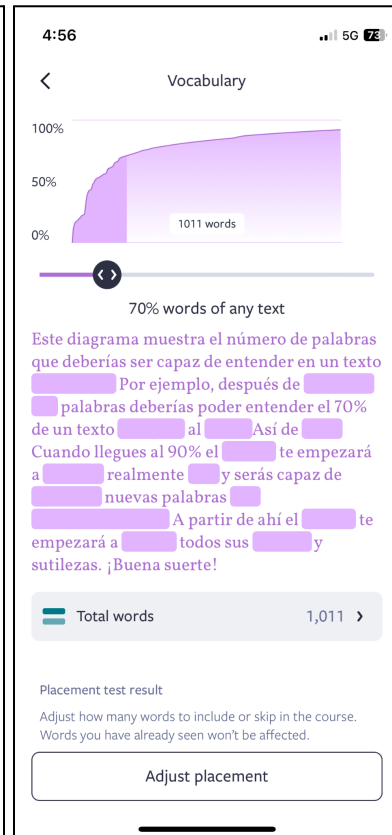 4:56
5G 73
Vocabulary
100%
50%
0%
1011 words
70% words of any text
Este diagrama muestra el número de palabras
que deberías ser capaz de entender en un texto
Por ejemplo, después de
palabras deberías poder entender el 70%
de un texto al Así de
Cuando llegues al 90% el te empezará
a realmente y serás capaz de
nuevas palabras
A partir de ahí el te
empezará a todos sus y
sutilezas. ¡Buena suerte!
Total words 1,011
Placement test result
Adjust how many words to include or skip in the course.
Words you have already seen won't be affected.
Adjust placement